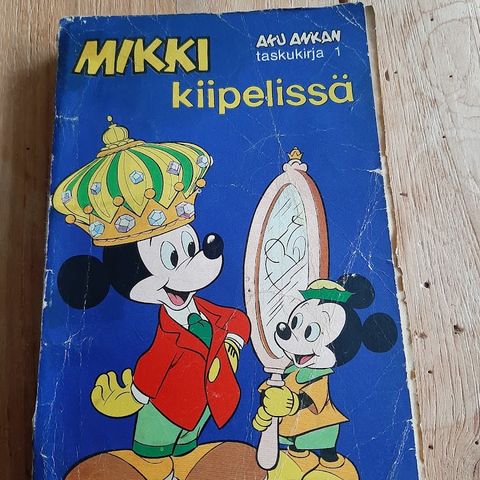 MIKKI
kiipelissä
AKU ANKAN
taskukirja 1